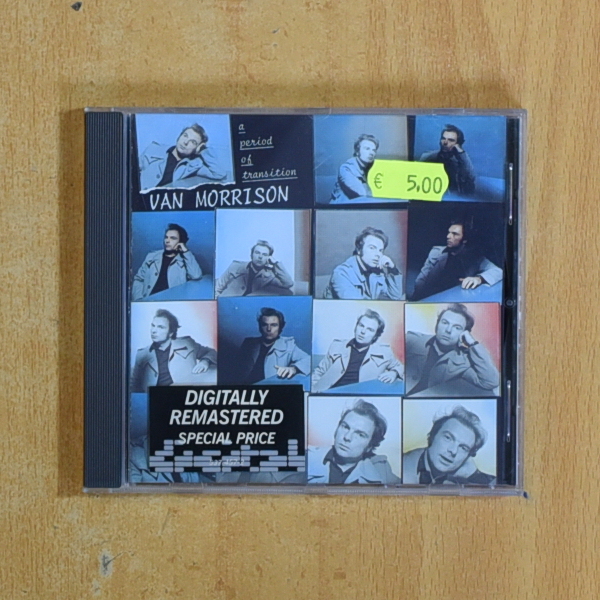 a
period
of
transition
VAN MORRISON
€ 5,00
DIGITALLY
REMASTERED
SPECIAL PRICE